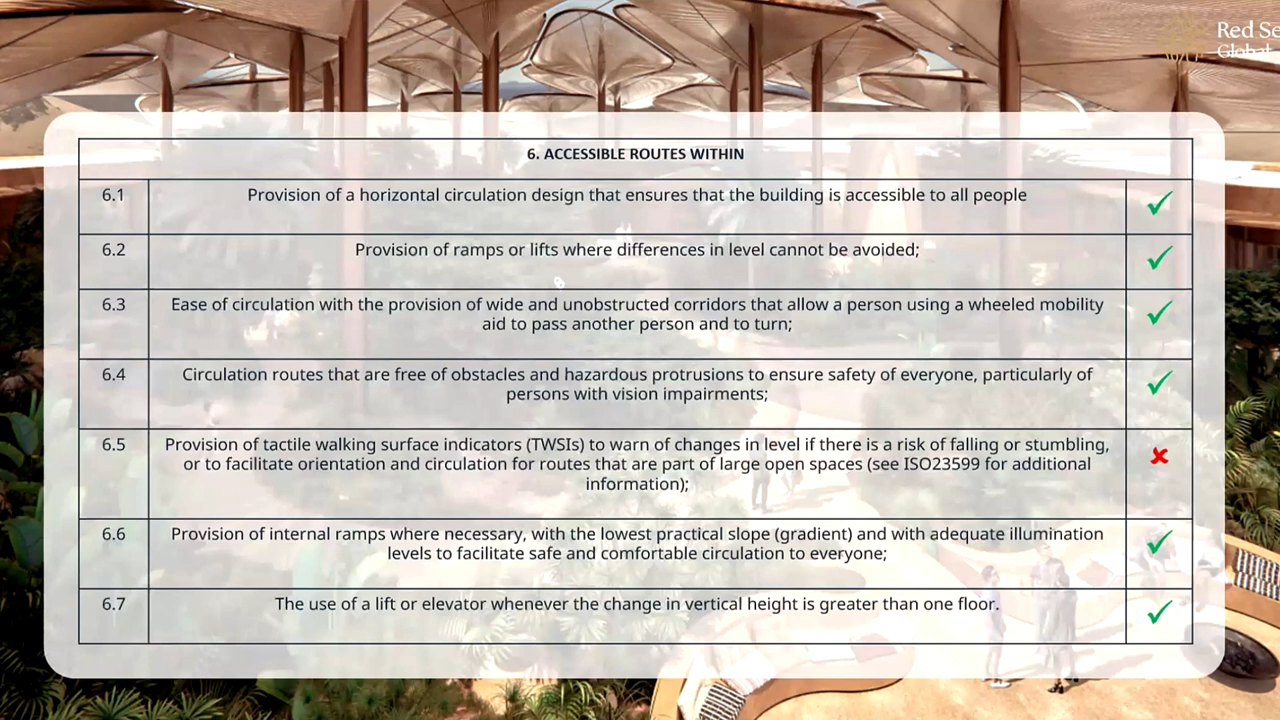 Red Se
Global
6. ACCESSIBLE ROUTES WITHIN
6.1 Provision of a horizontal circulation design that ensures that the building is accessible to all people ✓
6.2 Provision of ramps or lifts where differences in level cannot be avoided; ✓
6.3 Ease of circulation with the provision of wide and unobstructed corridors that allow a person using a wheeled mobility
aid to pass another person and to turn; ✓
6.4 Circulation routes that are free of obstacles and hazardous protrusions to ensure safety of everyone, particularly of
persons with vision impairments; ✓
6.5 Provision of tactile walking surface indicators (TWSIs) to warn of changes in level if there is a risk of falling or stumbling,
or to facilitate orientation and circulation for routes that are part of large open spaces (see ISO23599 for additional
information); ✘
6.6 Provision of internal ramps where necessary, with the lowest practical slope (gradient) and with adequate illumination
levels to facilitate safe and comfortable circulation to everyone; ✓
6.7 The use of a lift or elevator whenever the change in vertical height is greater than one floor. ✓